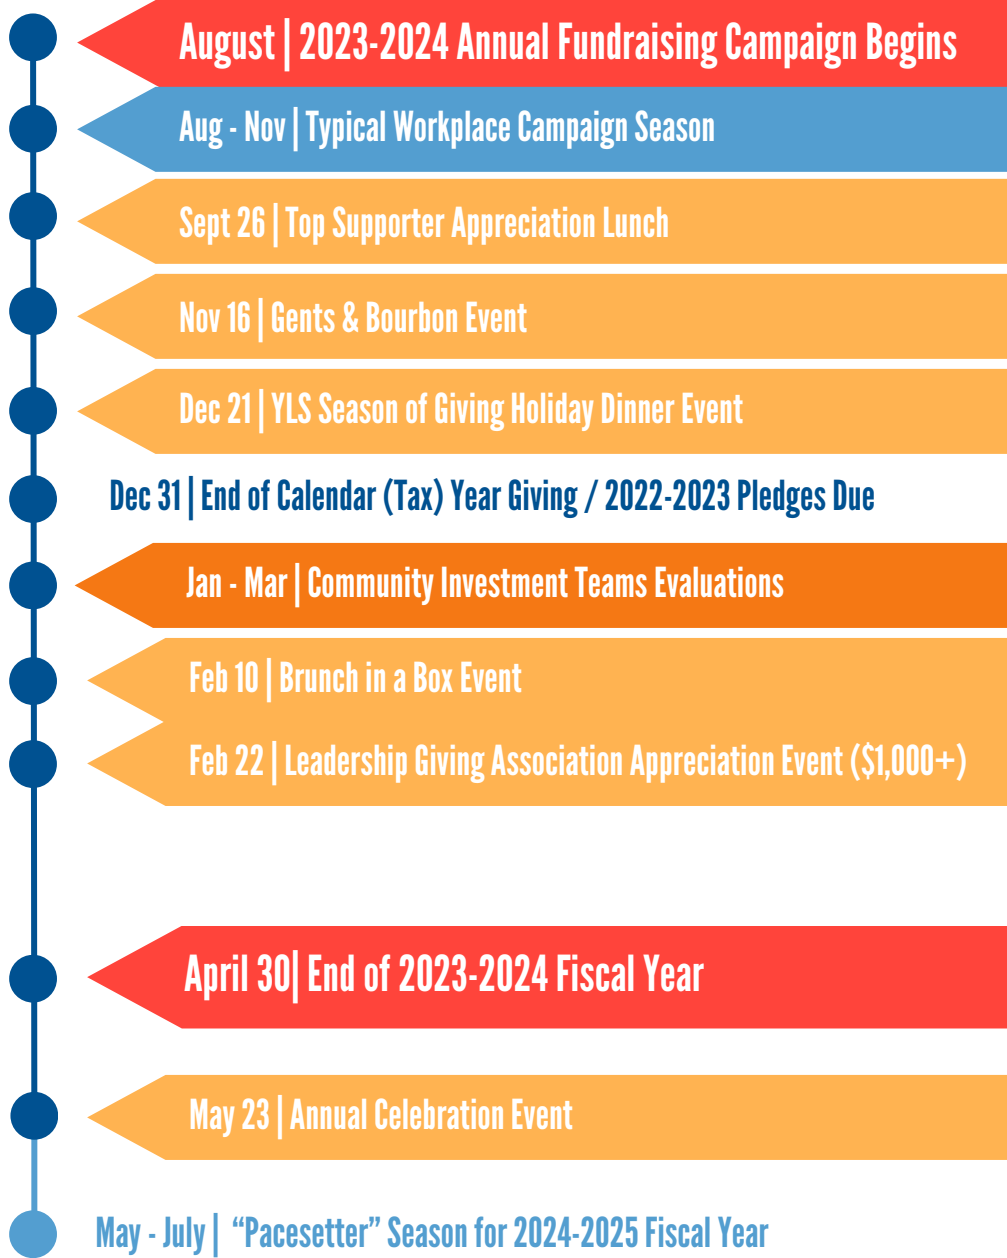 August | 2023-2024 Annual Fundraising Campaign Begins
Aug - Nov | Typical Workplace Campaign Season
Sept 26 | Top Supporter Appreciation Lunch
Nov 16 | Gents & Bourbon Event
Dec 21 | YLS Season of Giving Holiday Dinner Event
Dec 31 | End of Calendar (Tax) Year Giving / 2022-2023 Pledges Due
Jan - Mar | Community Investment Teams Evaluations
Feb 10 | Brunch in a Box Event
Feb 22 | Leadership Giving Association Appreciation Event ($1,000+)
April 30| End of 2023-2024 Fiscal Year
May 23 | Annual Celebration Event
May - July | “Pacesetter” Season for 2024-2025 Fiscal Year